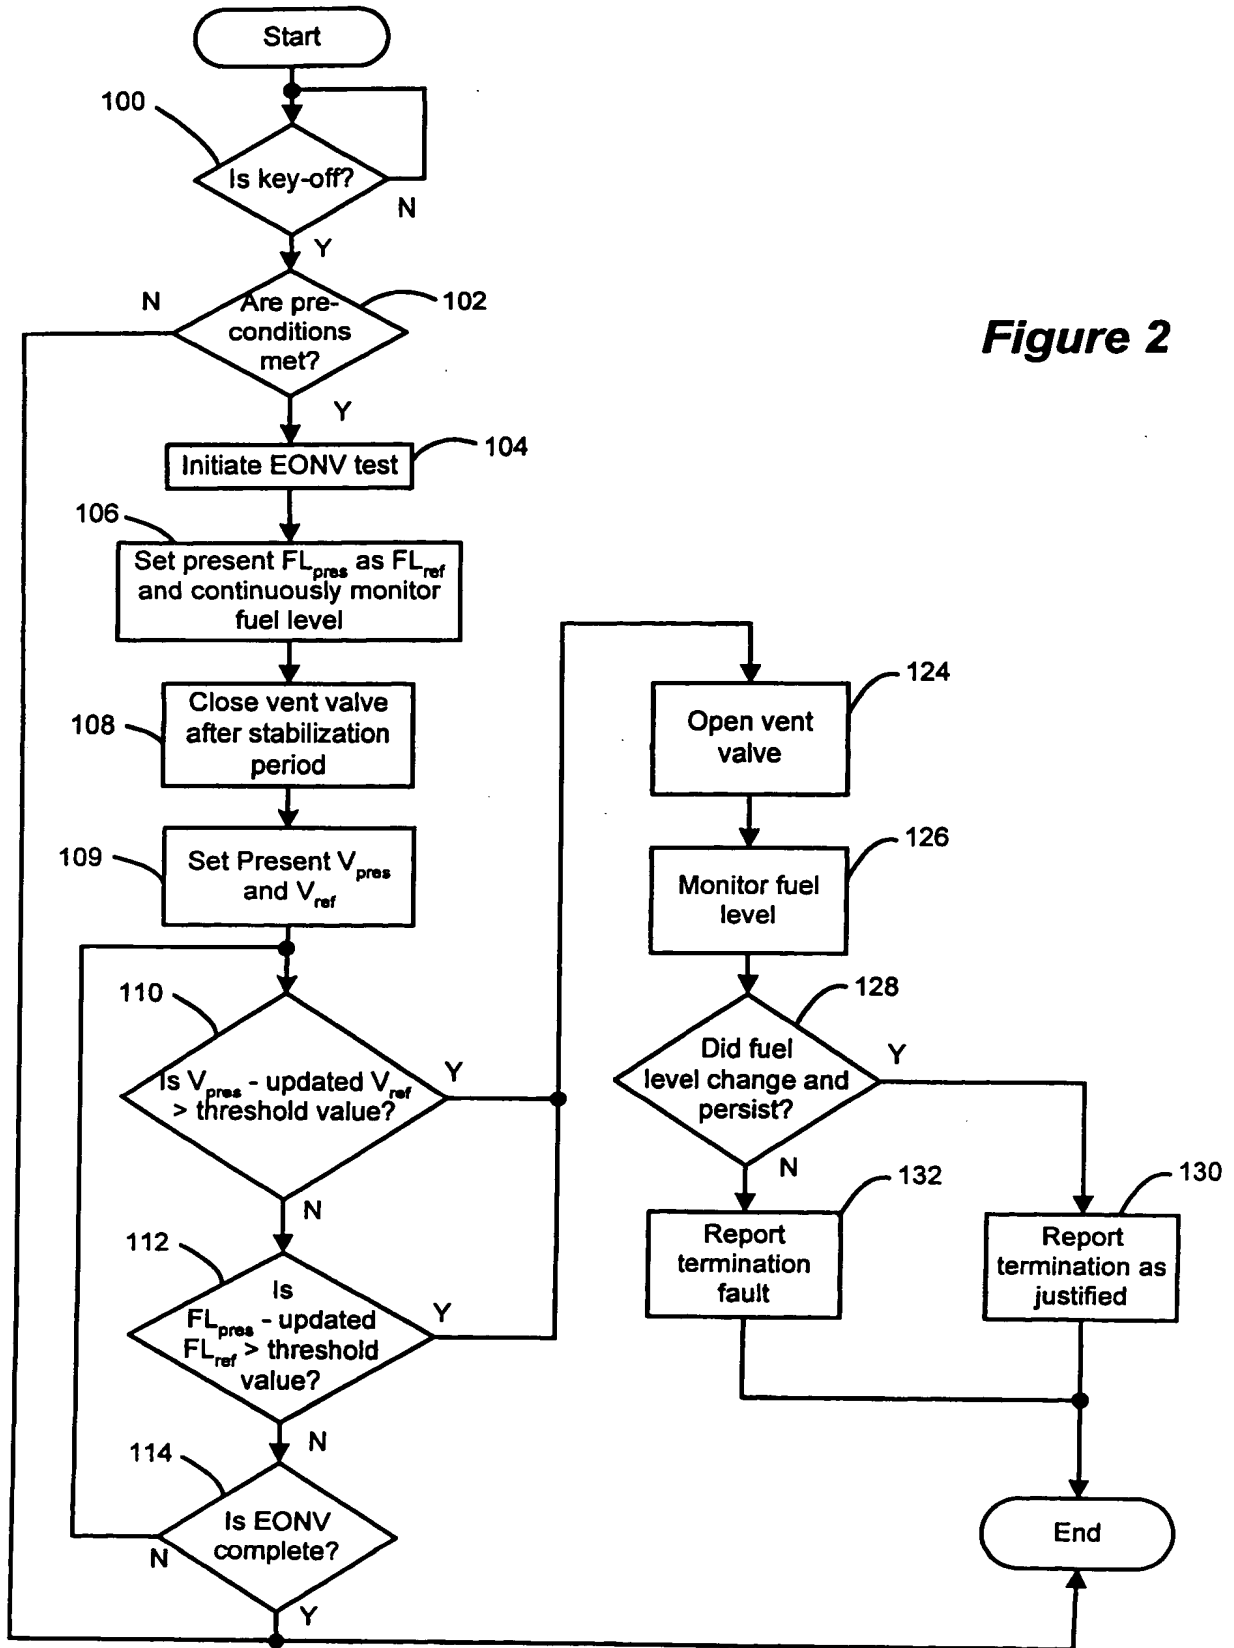 Start
100
Is key-off?
N
Y
N
Are pre-
conditions
met?
102
Figure 2
Y
Initiate EONV test
104
106
Set present FLpres as FLref
and continuously monitor
fuel level
108
Close vent valve
after stabilization
period
109
Set Present Vpres
and Vref
110
Is Vpres - updated Vref
> threshold value?
Y
N
112
Is
FLpres - updated
FLref > threshold
value?
Y
N
114
Is EONV
complete?
N
Y
124
Open vent
valve
126
Monitor fuel
level
128
Did fuel
level change and
persist?
Y
N
132
Report
termination
fault
130
Report
termination as
justified
End